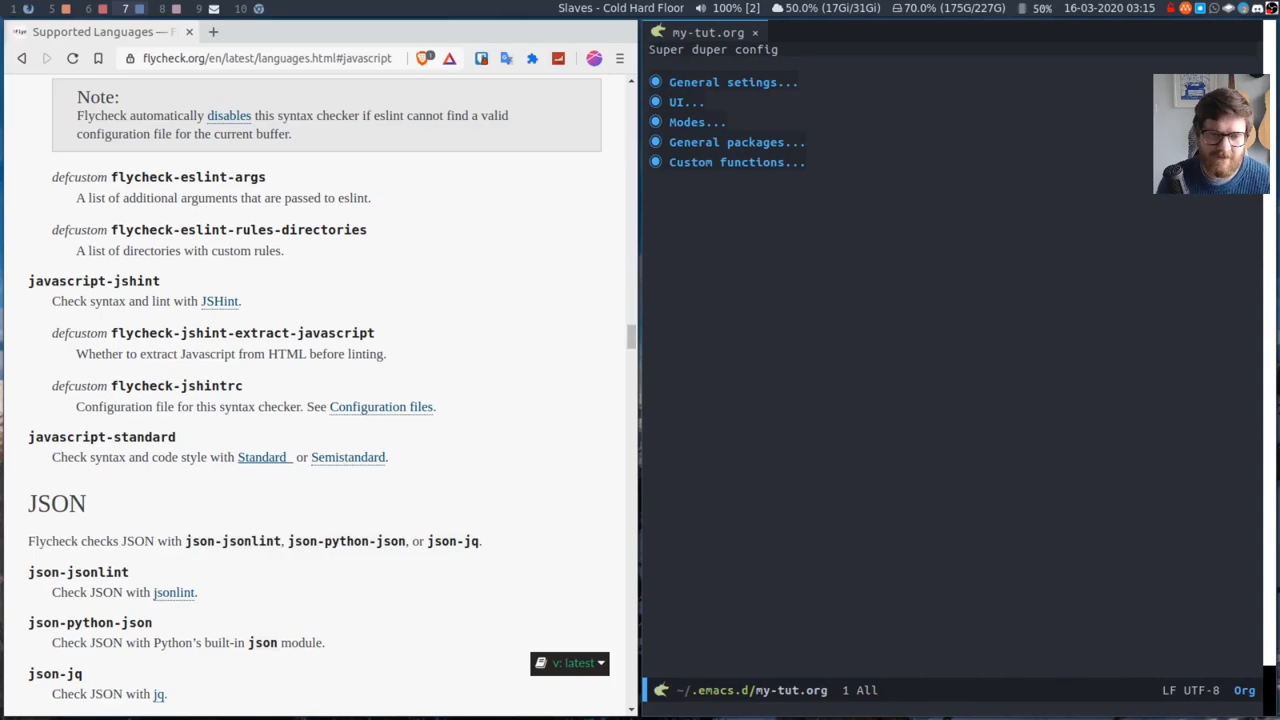 1 5 6 7 8 9 10
Slaves - Cold Hard Floor 100% [2] 50.0% (17Gi/31Gi) 70.0% (175G/227G) 50% 16-03-2020 03:15
Supported Languages — F
flycheck.org/en/latest/languages.html#javascript
Note:
Flycheck automatically disables this syntax checker if eslint cannot find a valid
configuration file for the current buffer.
defcustom flycheck-eslint-args
A list of additional arguments that are passed to eslint.
defcustom flycheck-eslint-rules-directories
A list of directories with custom rules.
javascript-jshint
Check syntax and lint with JSHint.
defcustom flycheck-jshint-extract-javascript
Whether to extract Javascript from HTML before linting.
defcustom flycheck-jshintrc
Configuration file for this syntax checker. See Configuration files.
javascript-standard
Check syntax and code style with Standard_ or Semistandard.
JSON
Flycheck checks JSON with json-jsonlint, json-python-json, or json-jq.
json-jsonlint
Check JSON with jsonlint.
json-python-json
Check JSON with Python’s built-in json module.
v: latest
json-jq
Check JSON with jq.
my-tut.org ×
Super duper config
General setings...
UI...
Modes...
General packages...
Custom functions...
~/.emacs.d/my-tut.org 1 All LF UTF-8 Org